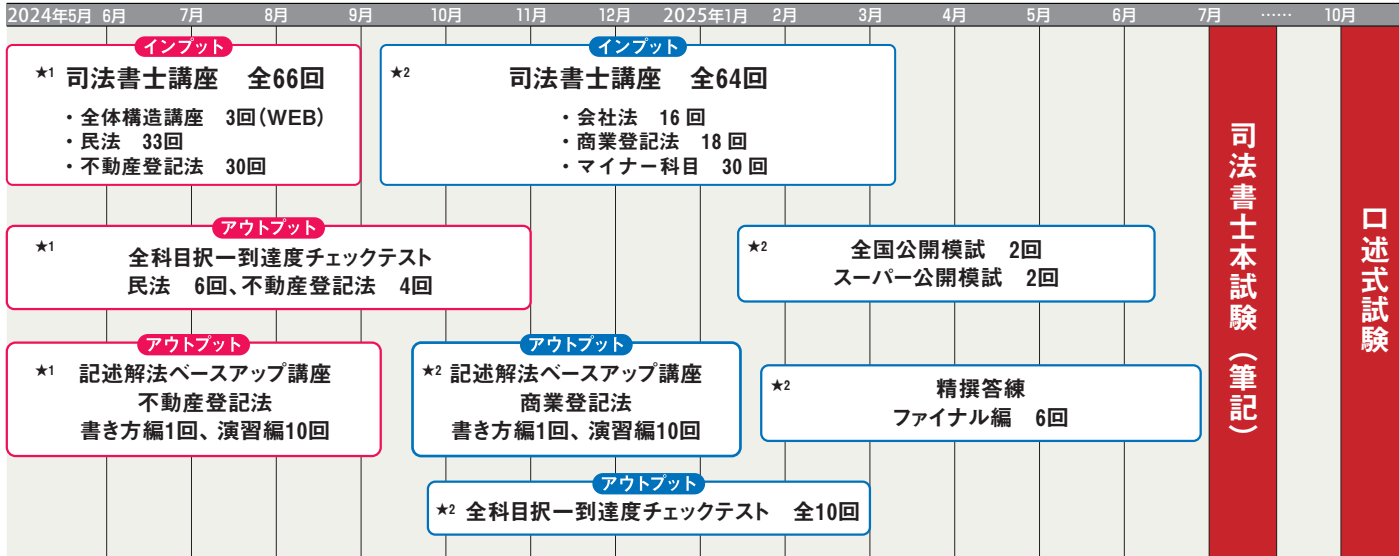 2024年5月 6月 7月 8月 9月 10月 11月 12月 2025年1月 2月 3月 4月 5月 6月 7月 …… 10月
インプット
★1 司法書士講座 全66回
・全体構造講座 3回(WEB)
・民法 33回
・不動産登記法 30回
インプット
★2 司法書士講座 全64回
・会社法 16 回
・商業登記法 18 回
・マイナー科目 30 回
アウトプット
★1 全科目択一到達度チェックテスト
民法 6回、不動産登記法 4回
★2 全国公開模試 2回
スーパー公開模試 2回
アウトプット
★1 記述解法ベースアップ講座
不動産登記法
書き方編1回、演習編10回
アウトプット
★2 記述解法ベースアップ講座
商業登記法
書き方編1回、演習編10回
★2 精撰答練
ファイナル編 6回
アウトプット
★2 全科目択一到達度チェックテスト 全10回
司法書士本試験（筆記）
口述式試験